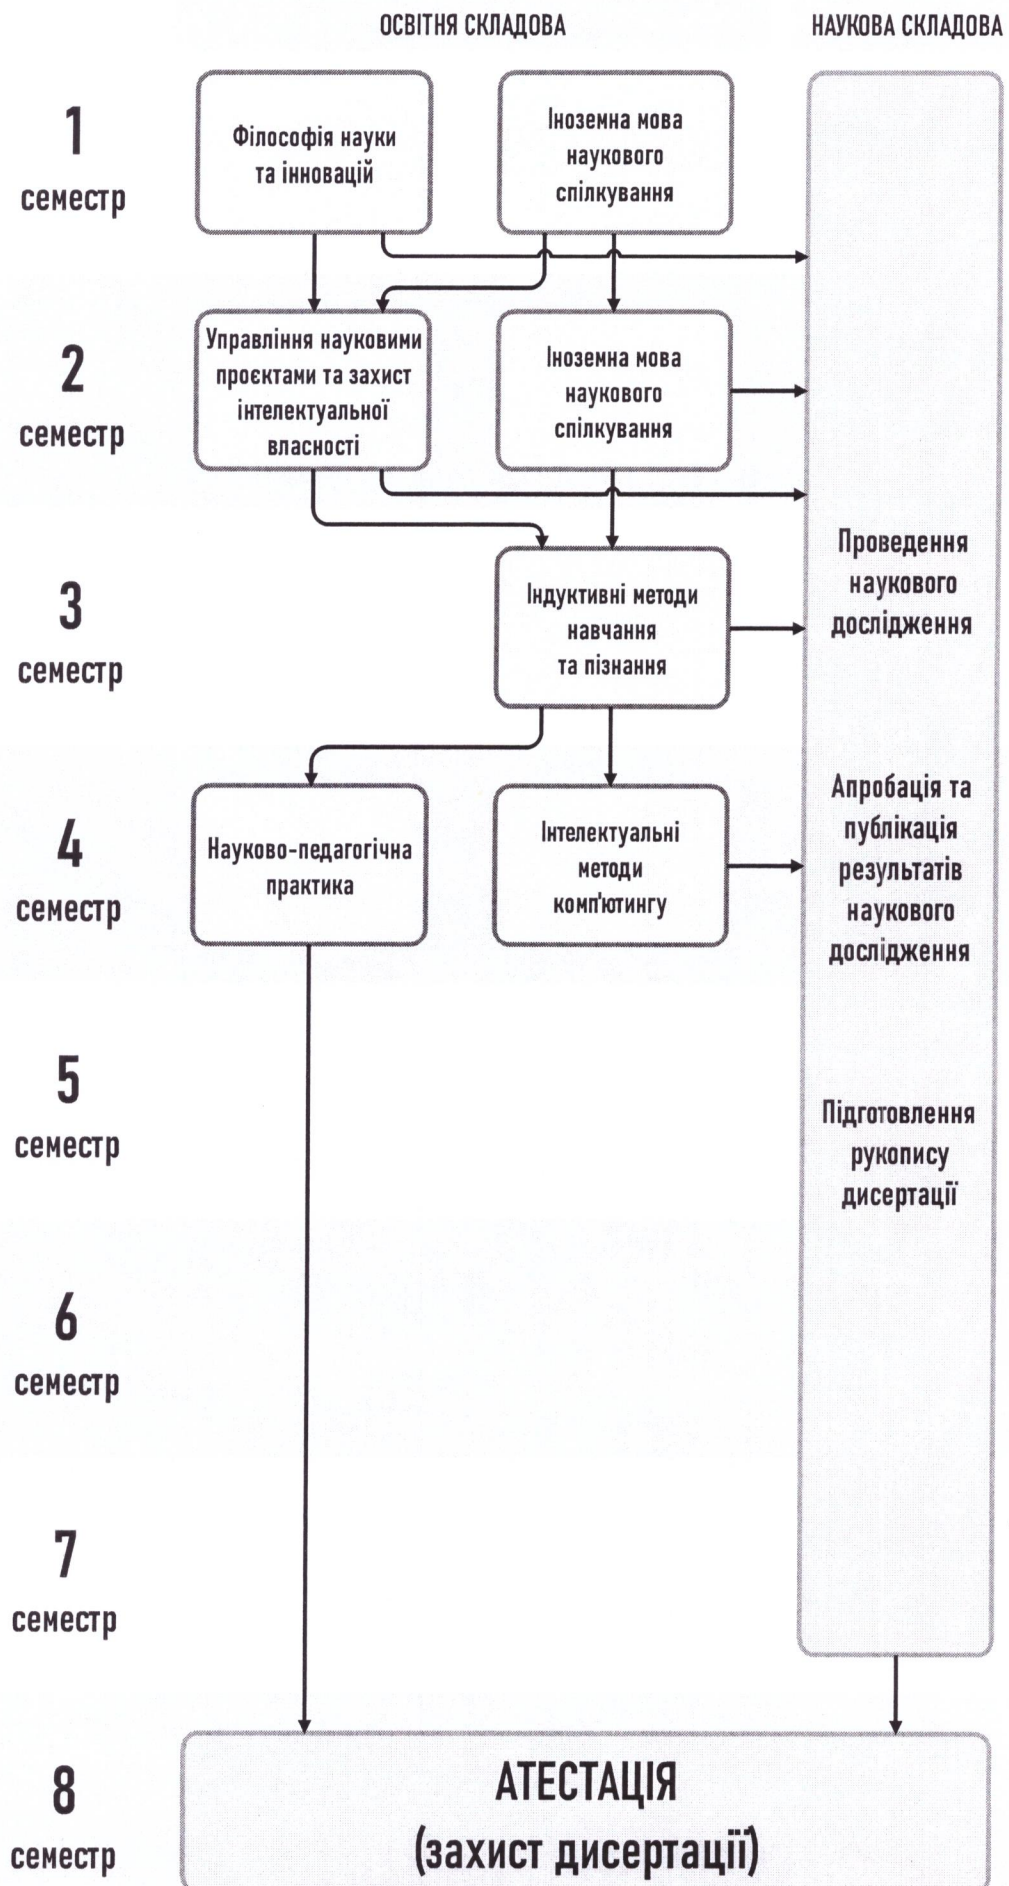 ОСВІТНЯ СКЛАДОВА
НАУКОВА СКЛАДОВА
1
семестр
Філософія науки
та інновацій
Іноземна мова
наукового
спілкування
2
семестр
Управління науковими
проєктами та захист
інтелектуальної
власності
Іноземна мова
наукового
спілкування
3
семестр
Індуктивні методи
навчання
та пізнання
Проведення
наукового
дослідження
4
семестр
Науково-педагогічна
практика
Інтелектуальні
методи
комп'ютингу
Апробація та
публікація
результатів
наукового
дослідження
5
семестр
Підготовлення
рукопису
дисертації
6
семестр
7
семестр
8
семестр
АТЕСТАЦІЯ
(захист дисертації)